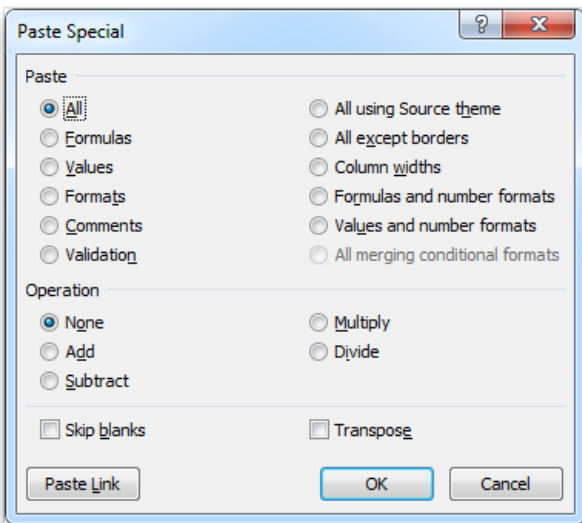 Paste Special
Paste
All
Formulas
Values
Formats
Comments
Validation
All using Source theme
All except borders
Column widths
Formulas and number formats
Values and number formats
All merging conditional formats
Operation
None
Add
Subtract
Multiply
Divide
Skip blanks
Transpose
Paste Link
OK
Cancel